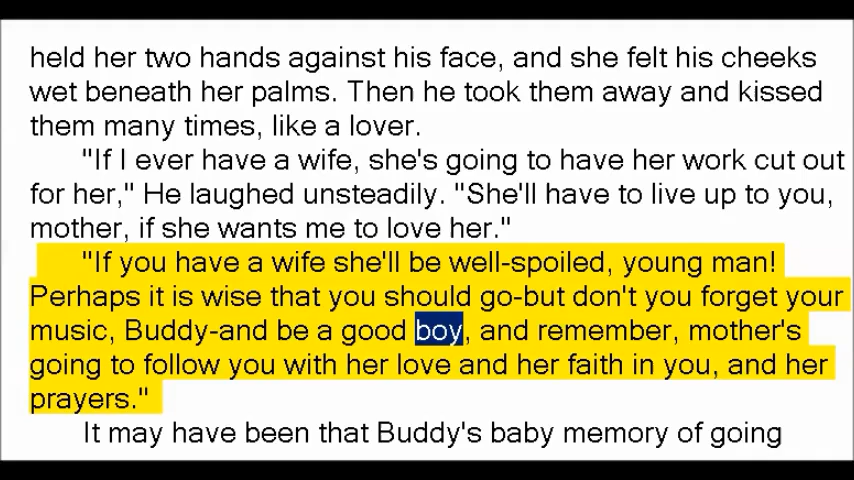 held her two hands against his face, and she felt his cheeks
wet beneath her palms. Then he took them away and kissed
them many times, like a lover.
"If I ever have a wife, she's going to have her work cut out
for her," He laughed unsteadily. "She'll have to live up to you,
mother, if she wants me to love her."
"If you have a wife she'll be well-spoiled, young man!
Perhaps it is wise that you should go-but don't you forget your
music, Buddy-and be a good boy, and remember, mother's
going to follow you with her love and her faith in you, and her
prayers."
It may have been that Buddy's baby memory of going